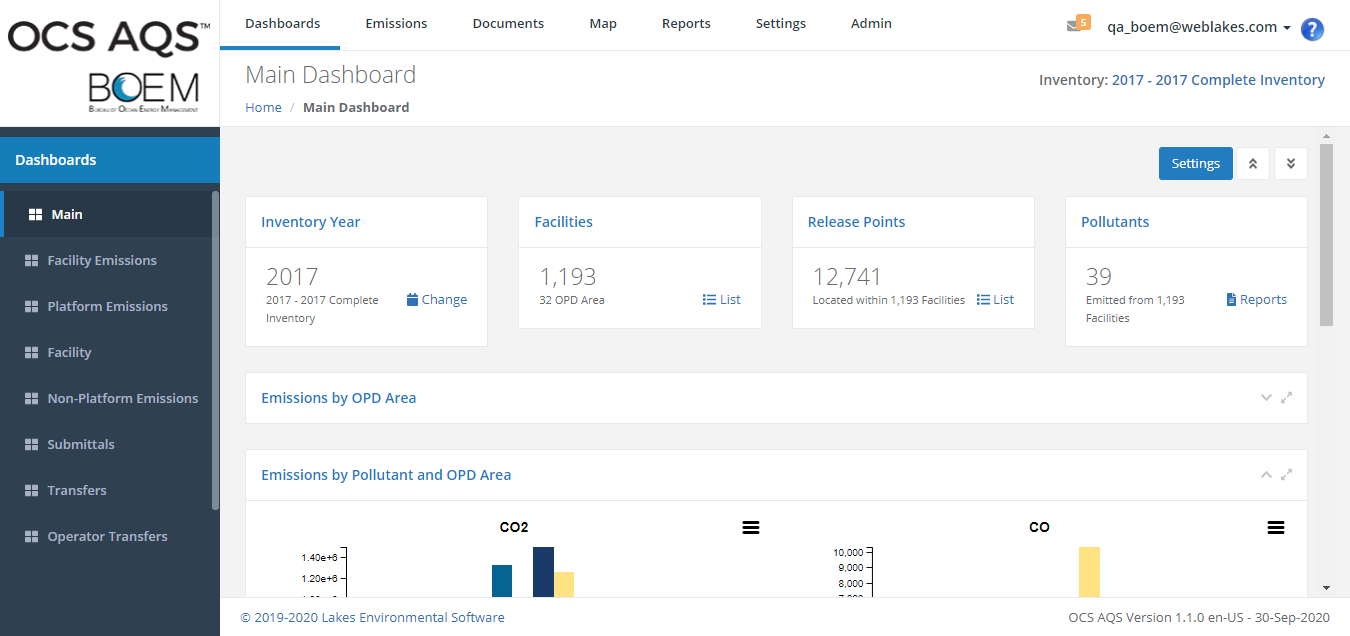 OCS AQS™
BOEM
BUREAU OF OCEAN ENERGY MANAGEMENT
Dashboards
Emissions
Documents
Map
Reports
Settings
Admin
5
qa_boem@weblakes.com
?
Main Dashboard
Home / Main Dashboard
Inventory: 2017 - 2017 Complete Inventory
Dashboards
Main
Facility Emissions
Platform Emissions
Facility
Non-Platform Emissions
Submittals
Transfers
Operator Transfers
Settings
Inventory Year
2017
2017 - 2017 Complete
Inventory
Change
Facilities
1,193
32 OPD Area
List
Release Points
12,741
Located within 1,193 Facilities
List
Pollutants
39
Emitted from 1,193
Facilities
Reports
Emissions by OPD Area
Emissions by Pollutant and OPD Area
CO2
1.40e+6
1.20e+6
CO
10,000
9,000
8,000
© 2019-2020 Lakes Environmental Software
OCS AQS Version 1.1.0 en-US - 30-Sep-2020